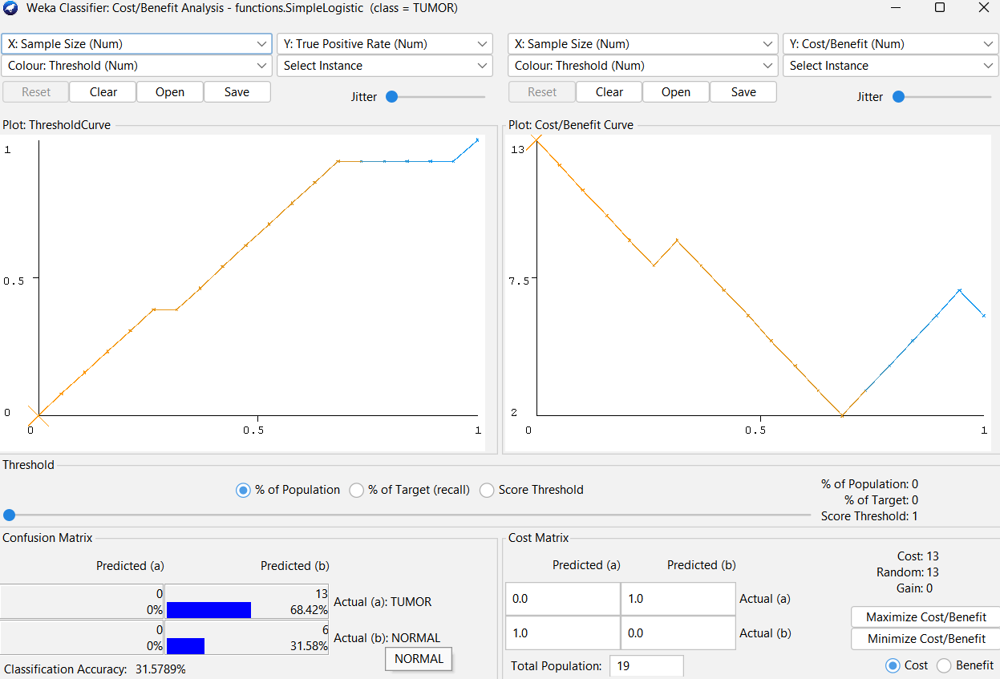 Weka Classifier: Cost/Benefit Analysis - functions.SimpleLogistic (class = TUMOR)
X: Sample Size (Num)
Y: True Positive Rate (Num)
Colour: Threshold (Num)
Select Instance
Reset
Clear
Open
Save
Jitter
Plot: ThresholdCurve
1
0.5
0
0
0.5
1
X: Sample Size (Num)
Y: Cost/Benefit (Num)
Colour: Threshold (Num)
Select Instance
Reset
Clear
Open
Save
Jitter
Plot: Cost/Benefit Curve
13
7.5
2
0
0.5
1
Threshold
% of Population
% of Target (recall)
Score Threshold
% of Population: 0
% of Target: 0
Score Threshold: 1
Confusion Matrix
Predicted (a)
Predicted (b)
0
0%
13
68.42%
Actual (a): TUMOR
0
0%
6
31.58%
Actual (b): NORMAL
NORMAL
Classification Accuracy: 31.5789%
Cost Matrix
Predicted (a)
Predicted (b)
0.0
1.0
Actual (a)
1.0
0.0
Actual (b)
Total Population: 19
Cost: 13
Random: 13
Gain: 0
Maximize Cost/Benefit
Minimize Cost/Benefit
Cost
Benefit